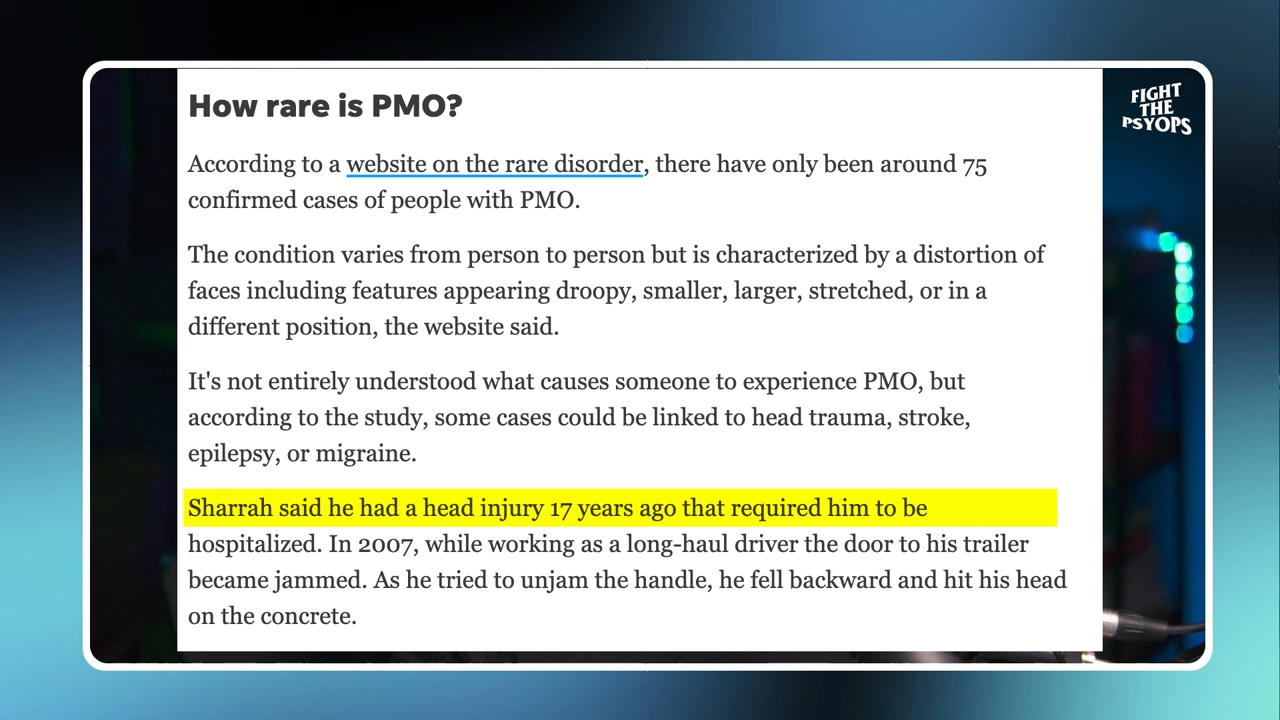 How rare is PMO?
According to a website on the rare disorder, there have only been around 75
confirmed cases of people with PMO.
The condition varies from person to person but is characterized by a distortion of
faces including features appearing droopy, smaller, larger, stretched, or in a
different position, the website said.
It's not entirely understood what causes someone to experience PMO, but
according to the study, some cases could be linked to head trauma, stroke,
epilepsy, or migraine.
Sharrah said he had a head injury 17 years ago that required him to be
hospitalized. In 2007, while working as a long-haul driver the door to his trailer
became jammed. As he tried to unjam the handle, he fell backward and hit his head
on the concrete.
FIGHT
THE
PSYOPS